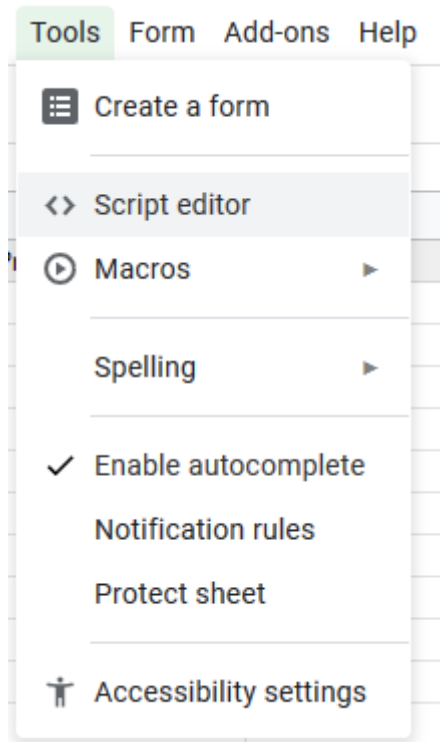 Tools Form Add-ons Help
Create a form
Script editor
Macros
Spelling
Enable autocomplete
Notification rules
Protect sheet
Accessibility settings